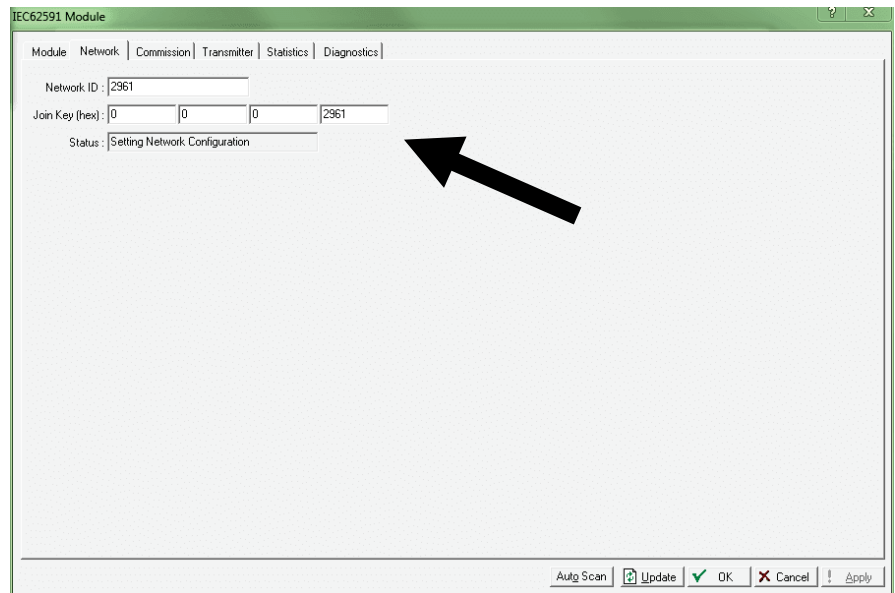 IEC62591 Module
Module Network Commission Transmitter Statistics Diagnostics
Network ID : 2961
Join Key (hex) : 0 0 0 2961
Status : Setting Network Configuration
Auto Scan Update OK Cancel ! Apply